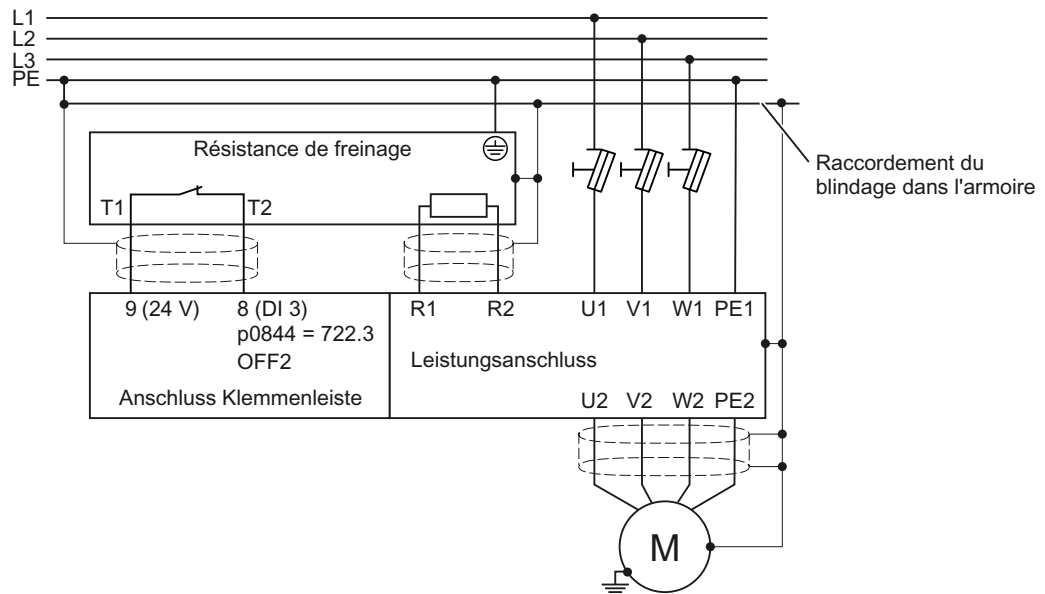 L1
L2
L3
PE
Résistance de freinage
Raccordement du
blindage dans l'armoire
T1
T2
9 (24 V)
8 (DI 3)
p0844 = 722.3
OFF2
R1
R2
U1
V1
W1
PE1
Leistungsanschluss
Anschluss Klemmenleiste
U2
V2
W2
PE2
M